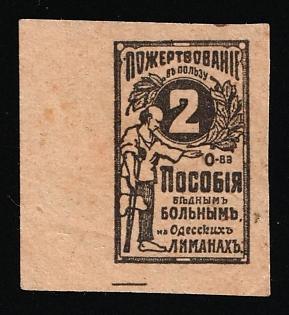 ПОЖЕРТВОВАНІЕ
въ пользу
2
О-ва
Пособія
бѣднымъ
больнымъ,
на Одесскихъ
лиманахъ.